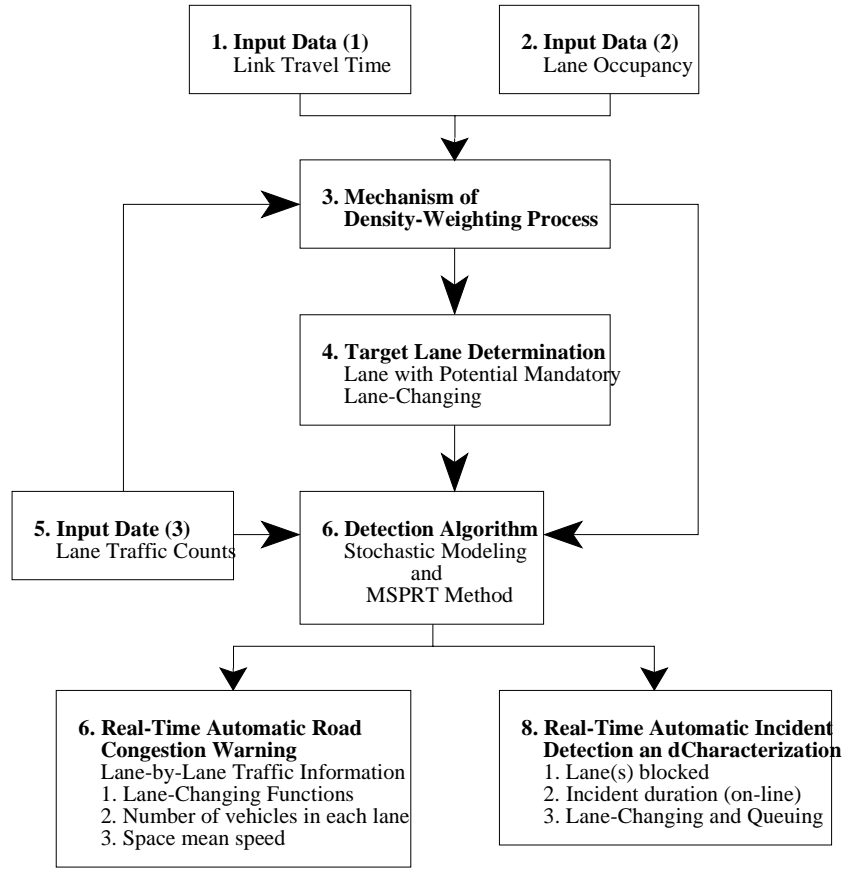 1. Input Data (1)
Link Travel Time
2. Input Data (2)
Lane Occupancy
3. Mechanism of
Density-Weighting Process
4. Target Lane Determination
Lane with Potential Mandatory
Lane-Changing
5. Input Date (3)
Lane Traffic Counts
6. Detection Algorithm
Stochastic Modeling
and
MSPRT Method
6. Real-Time Automatic Road
Congestion Warning
Lane-by-Lane Traffic Information
1. Lane-Changing Functions
2. Number of vehicles in each lane
3. Space mean speed
8. Real-Time Automatic Incident
Detection an dCharacterization
1. Lane(s) blocked
2. Incident duration (on-line)
3. Lane-Changing and Queuing